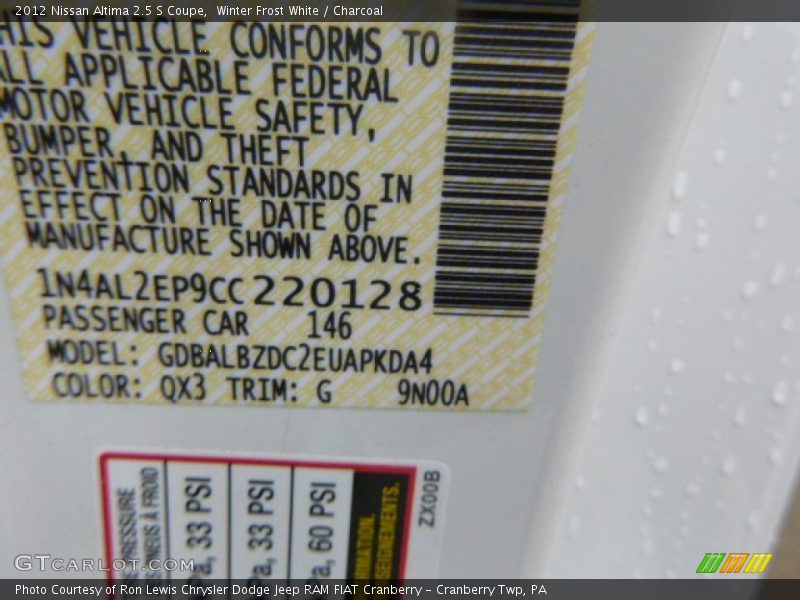 2012 Nissan Altima 2.5 S Coupe,  Winter Frost White / Charcoal
THIS VEHICLE CONFORMS TO
ALL APPLICABLE FEDERAL
MOTOR VEHICLE SAFETY,
BUMPER, AND THEFT
PREVENTION STANDARDS IN
EFFECT ON THE DATE OF
MANUFACTURE SHOWN ABOVE.
1N4AL2EP9CC220128
PASSENGER CAR 146
MODEL: GDBALBZDC2EUAPKDA4
COLOR: QX3 TRIM: G 9N00A
PRESSURE
PNEUS À FROID
33 PSI
33 PSI
60 PSI
ZX00B
GTCarLot.com
Photo Courtesy of Ron Lewis Chrysler Dodge Jeep RAM FIAT Cranberry - Cranberry Twp, PA